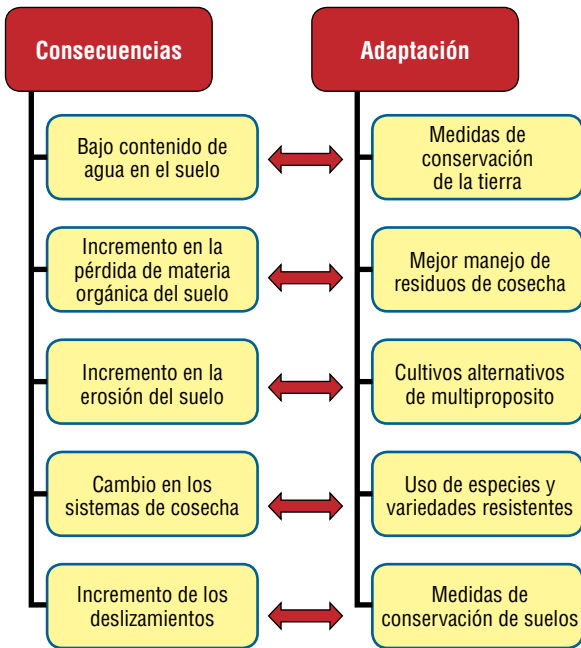 Consecuencias
Adaptación
Bajo contenido de
agua en el suelo
Medidas de
conservación
de la tierra
Incremento en la
pérdida de materia
orgánica del suelo
Mejor manejo de
residuos de cosecha
Incremento en la
erosión del suelo
Cultivos alternativos
de multiproposito
Cambio en los
sistemas de cosecha
Uso de especies y
variedades resistentes
Incremento de los
deslizamientos
Medidas de
conservación de suelos